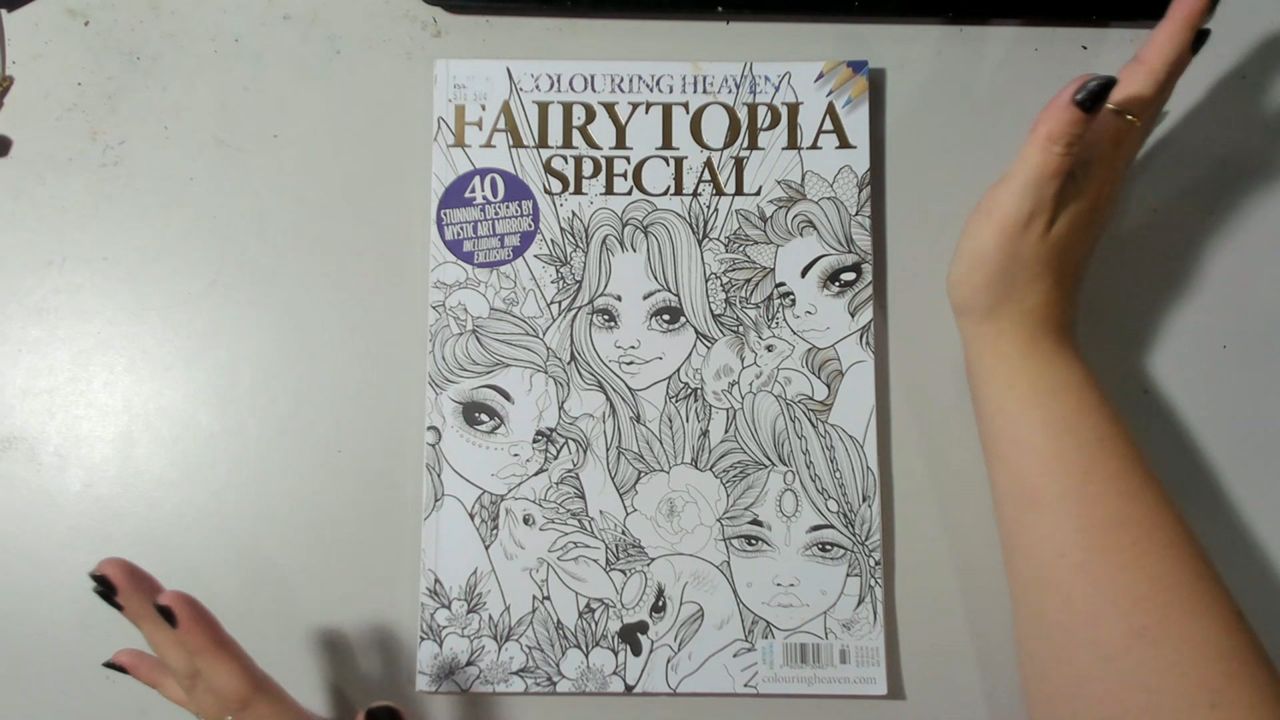 COLOURING HEAVEN
FAIRYTOPIA
SPECIAL
40
STUNNING DESIGNS BY
MYSTIC ART MIRRORS
INCLUDING NINE
EXCLUSIVES
colouringheaven.com